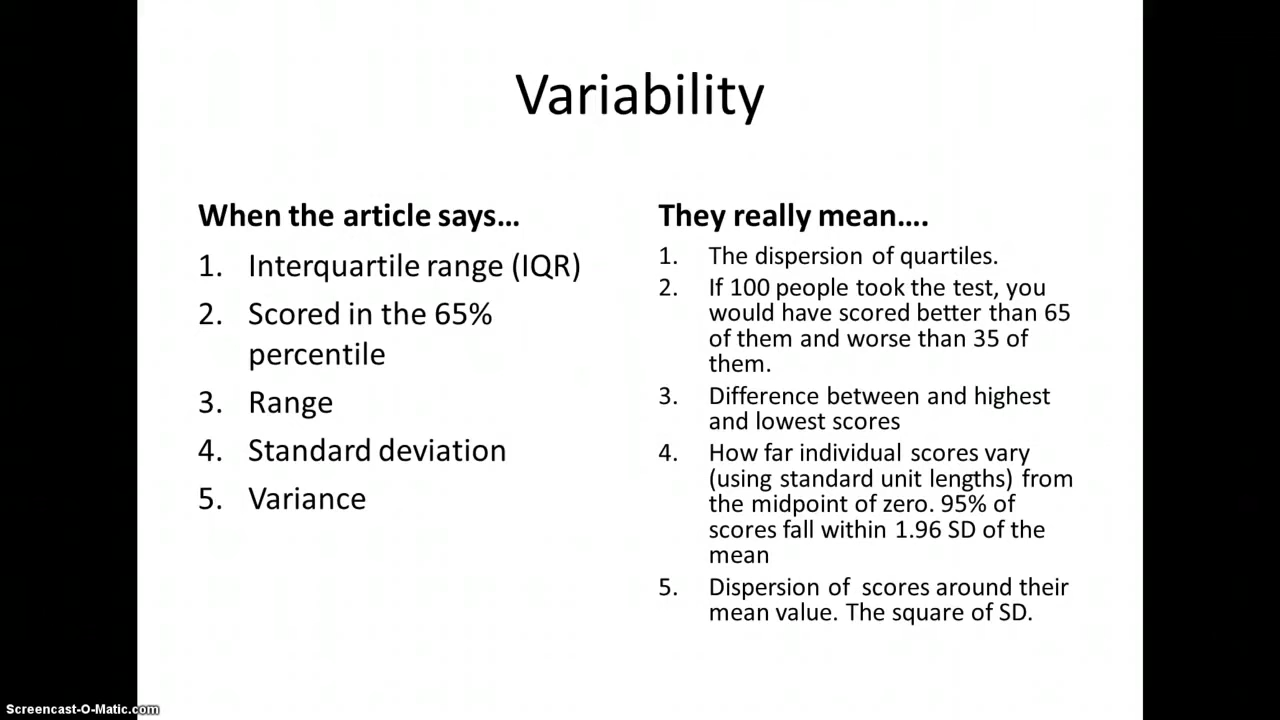 Variability
When the article says…
1. Interquartile range (IQR)
2. Scored in the 65%
percentile
3. Range
4. Standard deviation
5. Variance
They really mean….
1. The dispersion of quartiles.
2. If 100 people took the test, you
would have scored better than 65
of them and worse than 35 of
them.
3. Difference between and highest
and lowest scores
4. How far individual scores vary
(using standard unit lengths) from
the midpoint of zero. 95% of
scores fall within 1.96 SD of the
mean
5. Dispersion of scores around their
mean value. The square of SD.
Screencast-O-Matic.com